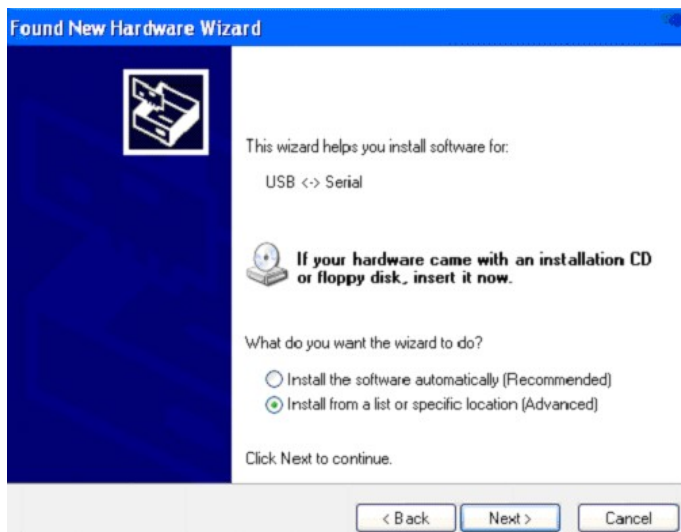 Found New Hardware Wizard
This wizard helps you install software for:
USB <-> Serial
If your hardware came with an installation CD
or floppy disk, insert it now.
What do you want the wizard to do?
Install the software automatically (Recommended)
Install from a list or specific location (Advanced)
Click Next to continue.
< Back
Next >
Cancel